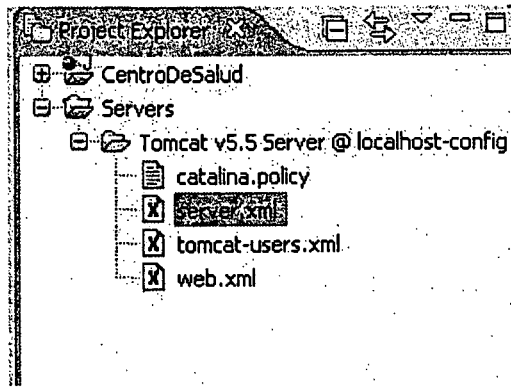 Project Explorer
CentroDeSalud
Servers
Tomcat v5.5 Server @ localhost-config
catalina.policy
server.xml
tomcat-users.xml
web.xml